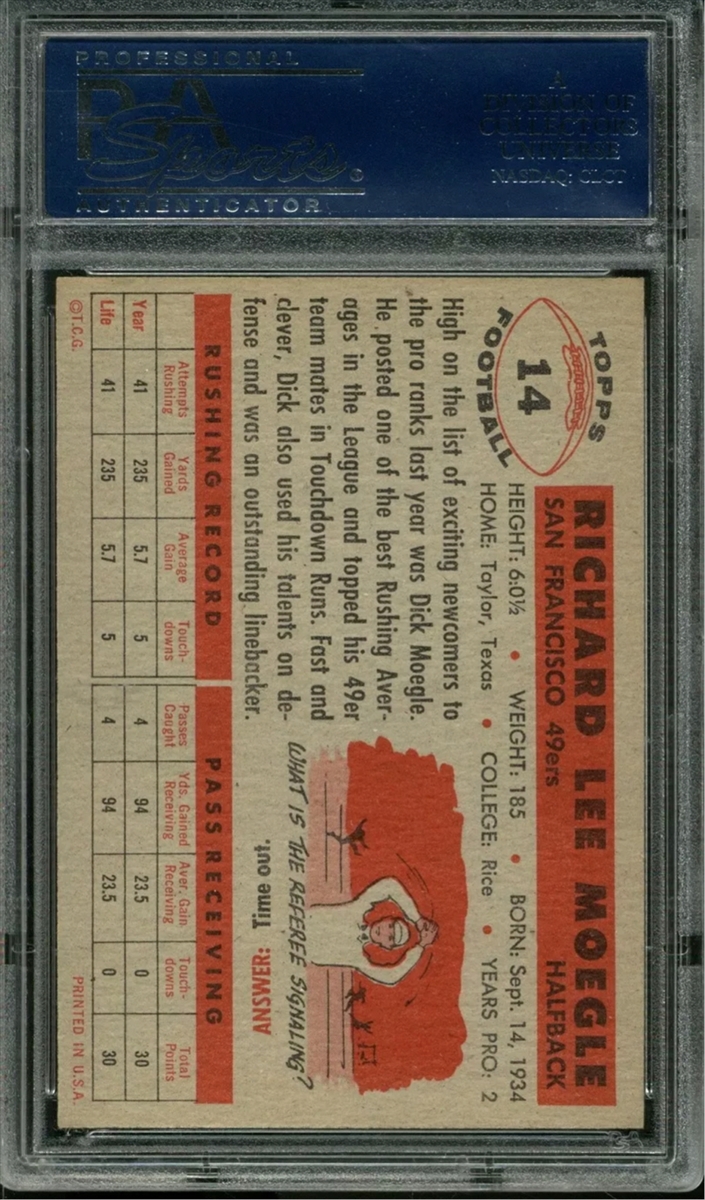 PROFESSIONAL
PSA
Sports
AUTHENTICATOR
A
DIVISION OF
COLLECTORS
UNIVERSE
NASDAQ: CLCT
TOPPS
14
FOOTBALL
RICHARD LEE MOEGLE
SAN FRANCISCO 49ers HALFBACK
HEIGHT: 6:0½ • WEIGHT: 185 • BORN: Sept. 14, 1934
HOME: Taylor, Texas • COLLEGE: Rice • YEARS PRO: 2
High on the list of exciting newcomers to
the pro ranks last year was Dick Moegle.
He posted one of the best Rushing Aver-
ages in the League and topped his 49er
team mates in Touchdown Runs. Fast and
clever, Dick also used his talents on de-
fense and was an outstanding linebacker.
WHAT IS THE REFEREE SIGNALING?
ANSWER: Time out.
RUSHING RECORD PASS RECEIVING
Attempts Rushing Yards Gained Average Gain Touch-downs Passes Caught Yds. Gained Receiving Aver. Gain Receiving Touch-downs Total Points
Year 41 235 5.7 5 4 94 23.5 0 30
Life 41 235 5.7 5 4 94 23.5 0 30
©T.C.G. PRINTED IN U.S.A.